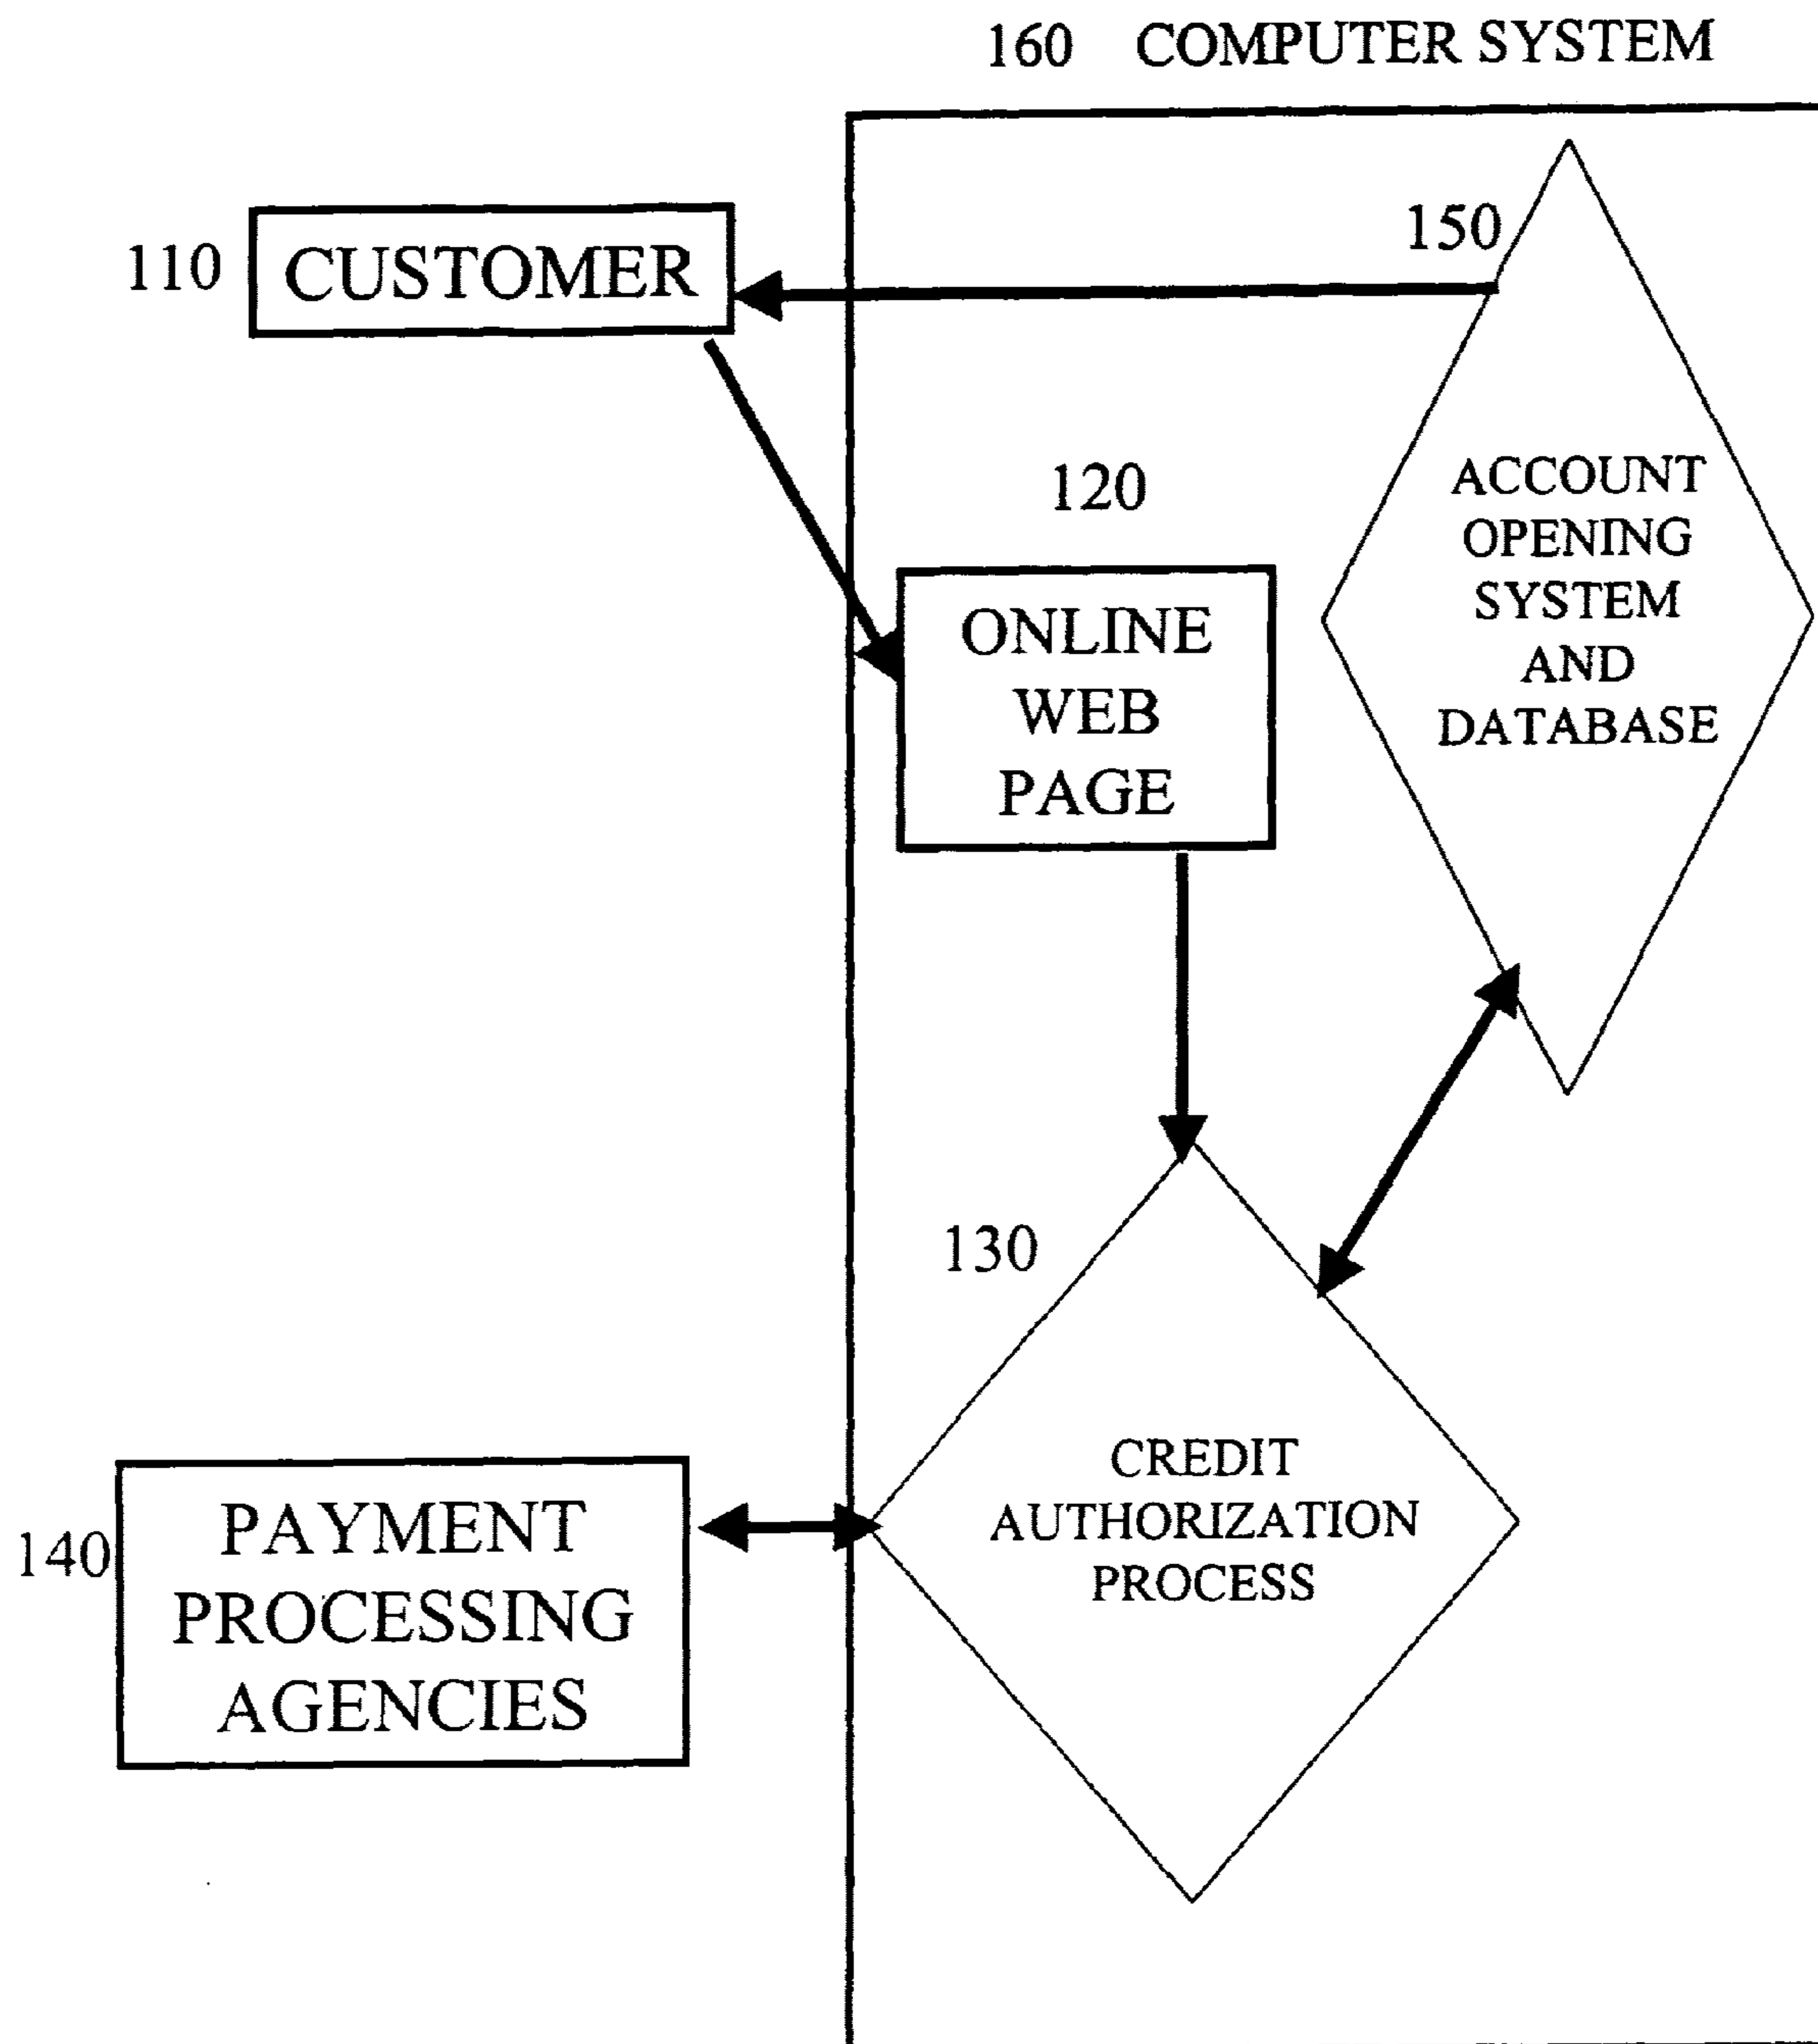 160 COMPUTER SYSTEM
110
CUSTOMER
150
120
ONLINE
WEB
PAGE
ACCOUNT
OPENING
SYSTEM
AND
DATABASE
130
CREDIT
AUTHORIZATION
PROCESS
140
PAYMENT
PROCESSING
AGENCIES